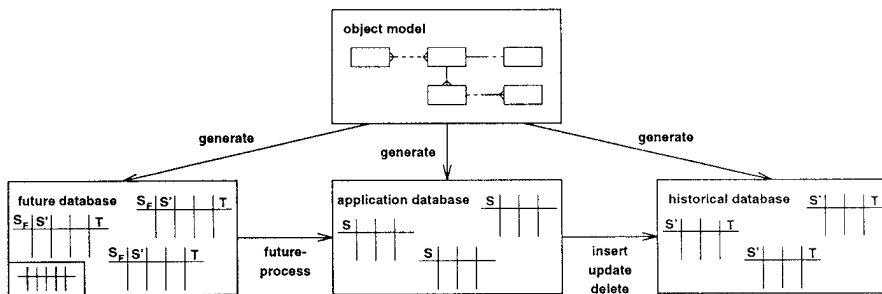 object model
generate
generate
generate
future database
S_F S' T
S_F S' T
S_F S' T
future-
process
application database
S
S
S
insert
update
delete
historical database
S' T
S' T
S' T